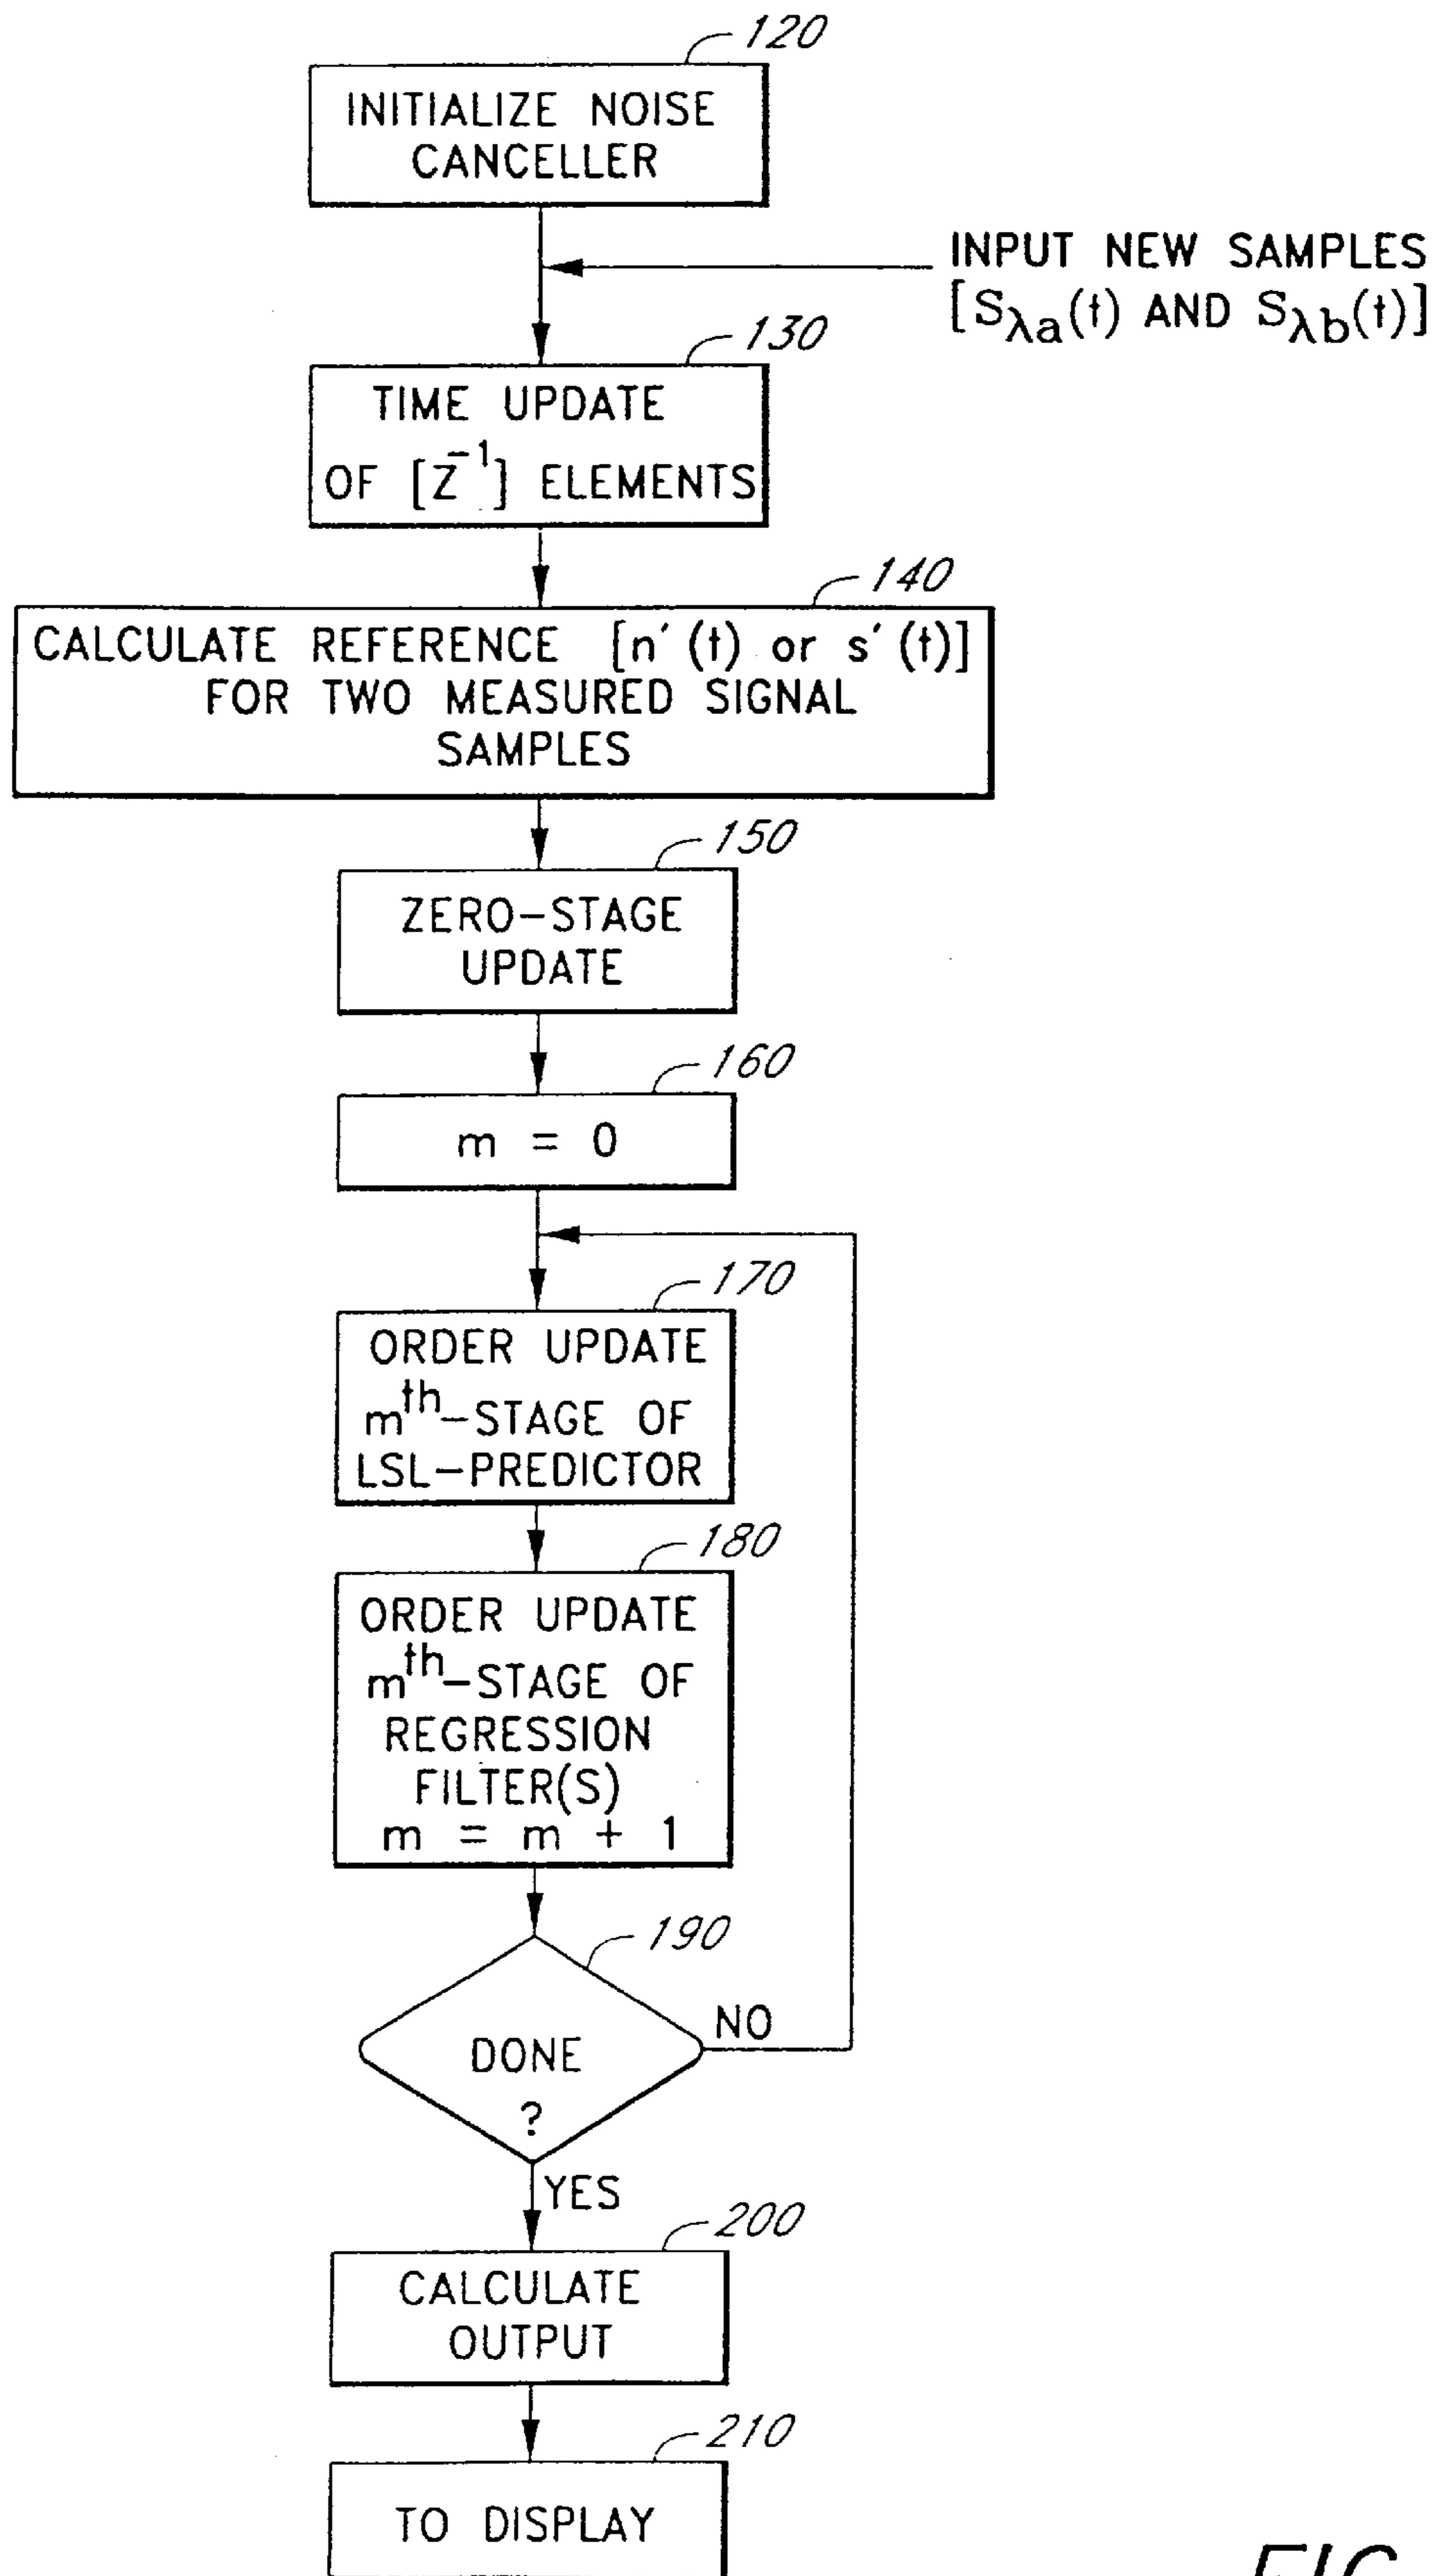 120
INITIALIZE NOISE
CANCELLER
INPUT NEW SAMPLES
[Sλa(t) AND Sλb(t)]
130
TIME UPDATE
OF [Z⁻¹] ELEMENTS
140
CALCULATE REFERENCE [n′(t) or s′(t)]
FOR TWO MEASURED SIGNAL
SAMPLES
150
ZERO-STAGE
UPDATE
160
m = 0
170
ORDER UPDATE
mth-STAGE OF
LSL-PREDICTOR
180
ORDER UPDATE
mth-STAGE OF
REGRESSION
FILTER(S)
m = m + 1
190
DONE
?
NO
YES
200
CALCULATE
OUTPUT
210
TO DISPLAY
FIG